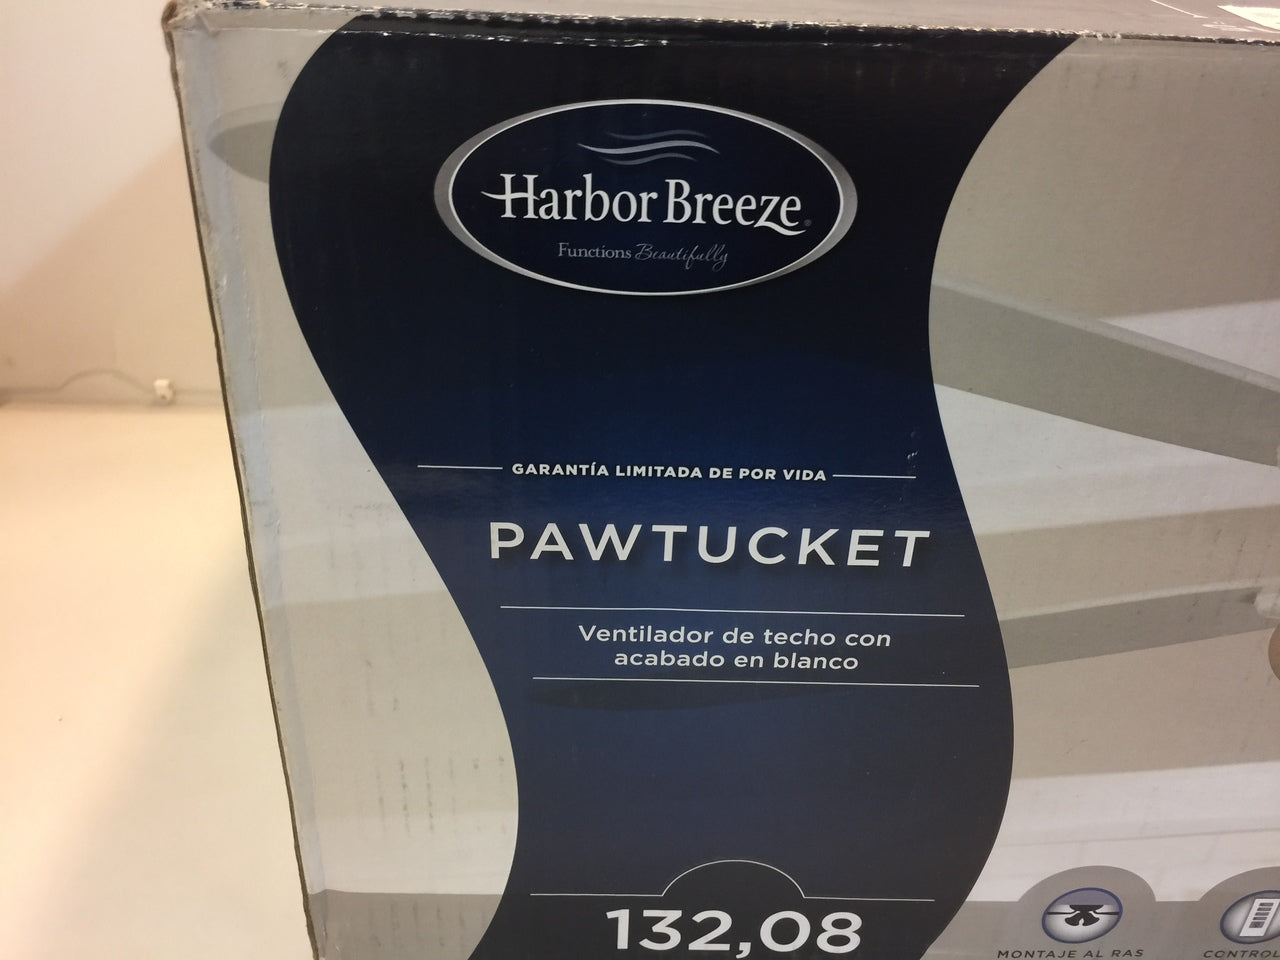 Harbor Breeze®
Functions Beautifully
GARANTÍA LIMITADA DE POR VIDA
PAWTUCKET
Ventilador de techo con
acabado en blanco
132,08
MONTAJE AL RAS
CONTROL